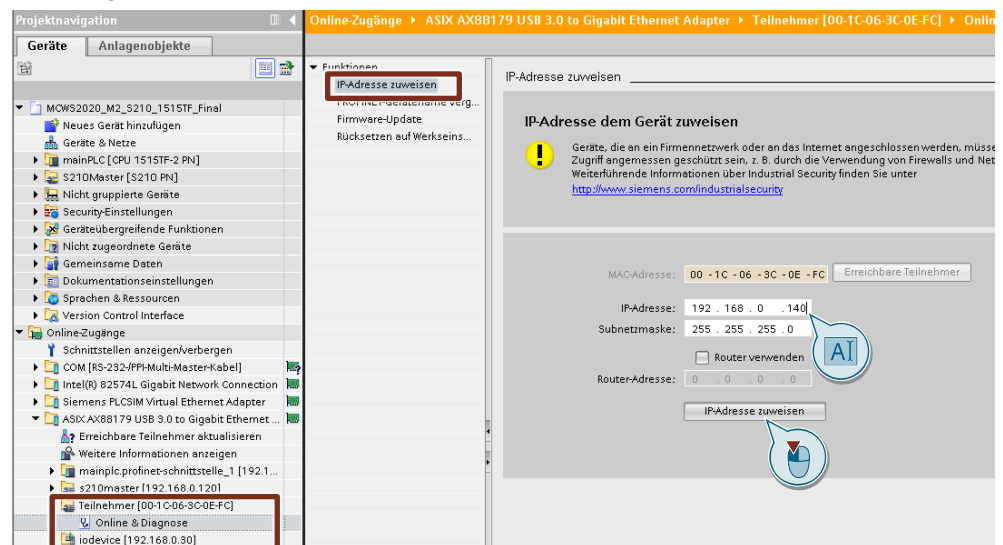 Projektnavigation
Online-Zugänge ▸ ASIX AX88179 USB 3.0 to Gigabit Ethernet Adapter ▸ Teilnehmer [00-1C-06-3C-0E-FC] ▸ Onlin
Geräte
Anlagenobjekte
MCWS2020_M2_S210_1515TF_Final
Neues Gerät hinzufügen
Geräte & Netze
mainPLC [CPU 1515TF-2 PN]
S210Master [S210 PN]
Nicht gruppierte Geräte
Security-Einstellungen
Geräteübergreifende Funktionen
Nicht zugeordnete Geräte
Gemeinsame Daten
Dokumentationseinstellungen
Sprachen & Ressourcen
Version Control Interface
Online-Zugänge
Schnittstellen anzeigen/verbergen
COM [RS-232-/PPI-Multi-Master-Kabel]
Intel(R) 82574L Gigabit Network Connection
Siemens PLCSIM Virtual Ethernet Adapter
ASIX AX88179 USB 3.0 to Gigabit Ethernet ...
Erreichbare Teilnehmer aktualisieren
Weitere Informationen anzeigen
mainplc.profinet-schnittstelle_1 [192.1...
s210master [192.168.0.120]
Teilnehmer [00-1C-06-3C-0E-FC]
Online & Diagnose
iodevice [192.168.0.30]
Funktionen
IP-Adresse zuweisen
PROFINET-Gerätename verg...
Firmware-Update
Rücksetzen auf Werkseins...
IP-Adresse zuweisen
IP-Adresse dem Gerät zuweisen
Geräte, die an ein Firmennetzwerk oder an das Internet angeschlossen werden, müsse
Zugriff angemessen geschützt sein, z. B. durch die Verwendung von Firewalls und Net
Weiterführende Informationen über Industrial Security finden Sie unter
http://www.siemens.com/industrialsecurity
MAC-Adresse: 00 - 1C - 06 - 3C - 0E - FC Erreichbare Teilnehmer
IP-Adresse: 192 . 168 . 0 . 140
Subnetzmaske: 255 . 255 . 255 . 0
A
Router verwenden
Router-Adresse: 0 . 0 . 0 . 0
IP-Adresse zuweisen